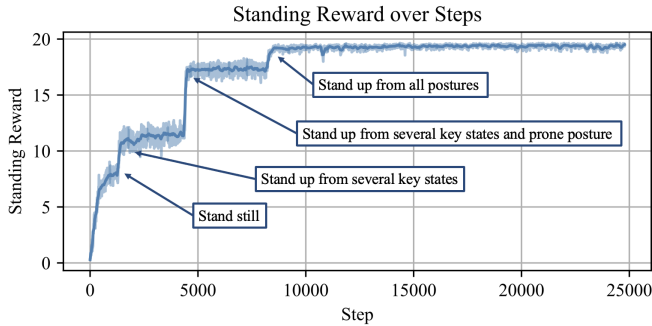 Standing Reward over Steps
20
15
10
5
0
Standing Reward
Stand up from all postures
Stand up from several key states and prone posture
Stand up from several key states
Stand still
0
5000
10000
15000
20000
25000
Step